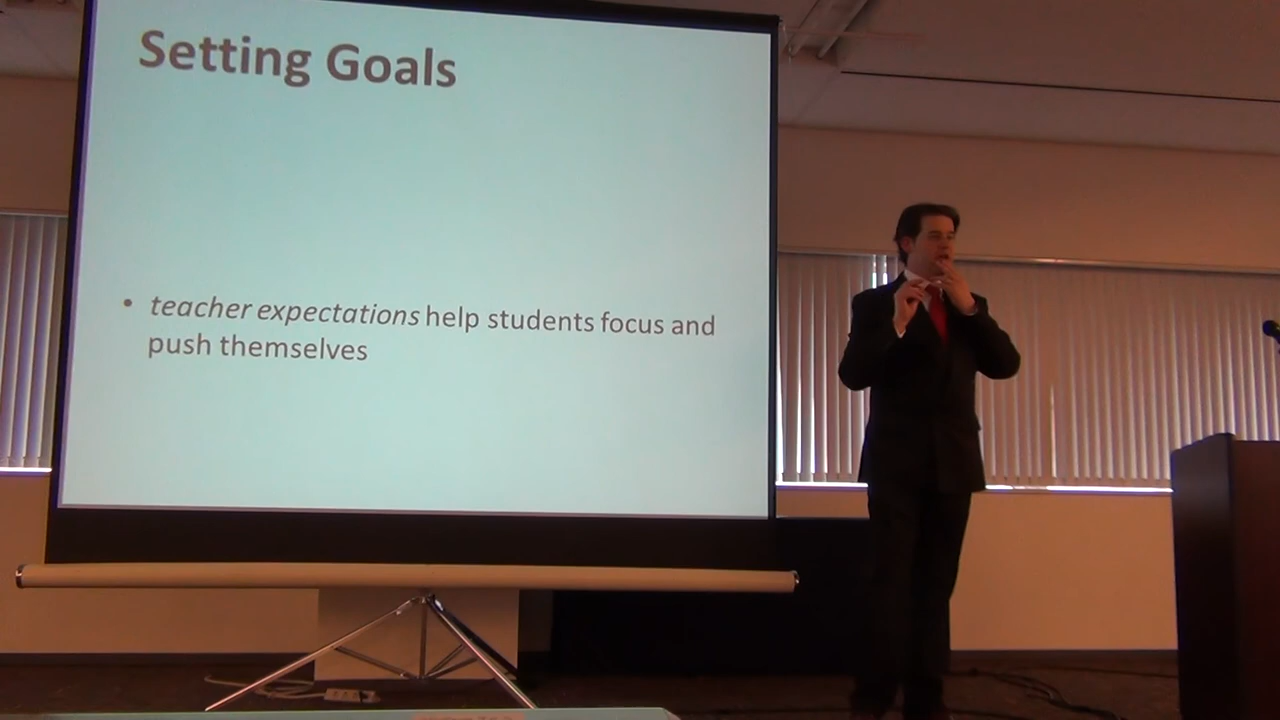 Setting Goals
• teacher expectations help students focus and
push themselves